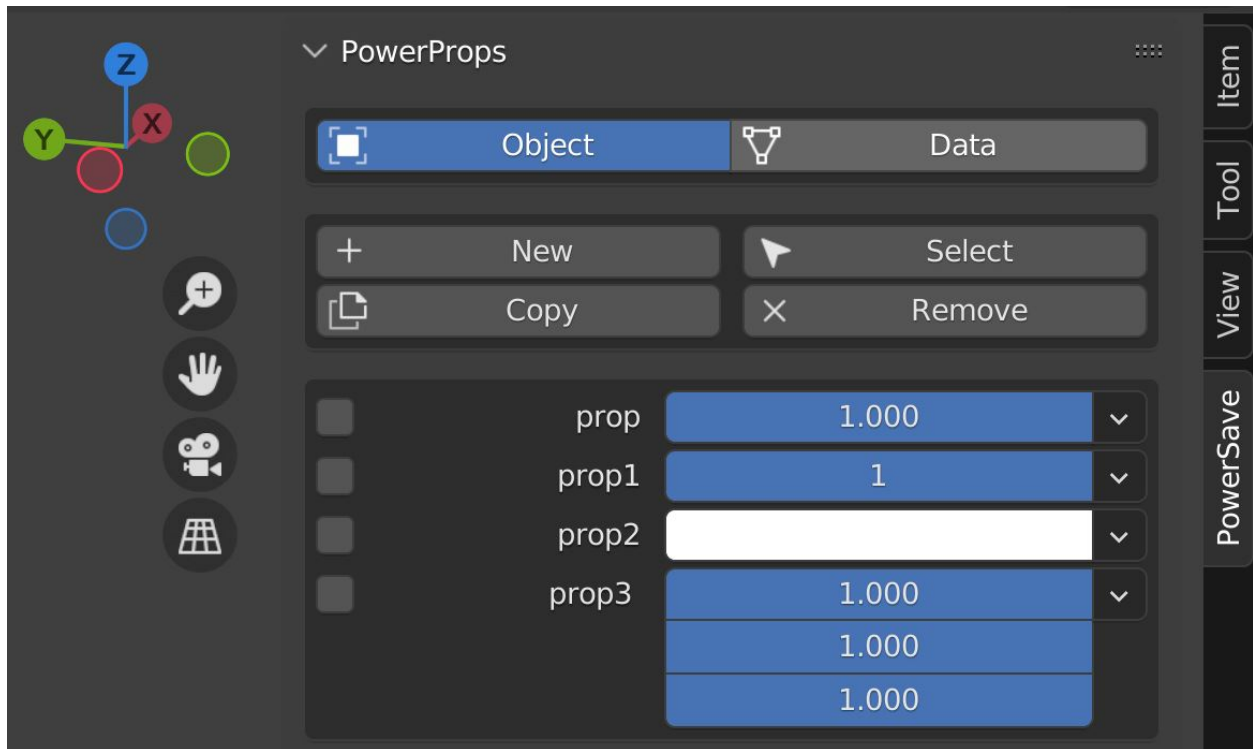 PowerProps
Object Data
New Select
Copy Remove
prop 1.000
prop1 1
prop2
prop3 1.000
1.000
1.000
Z
Y X
Item
Tool
View
PowerSave